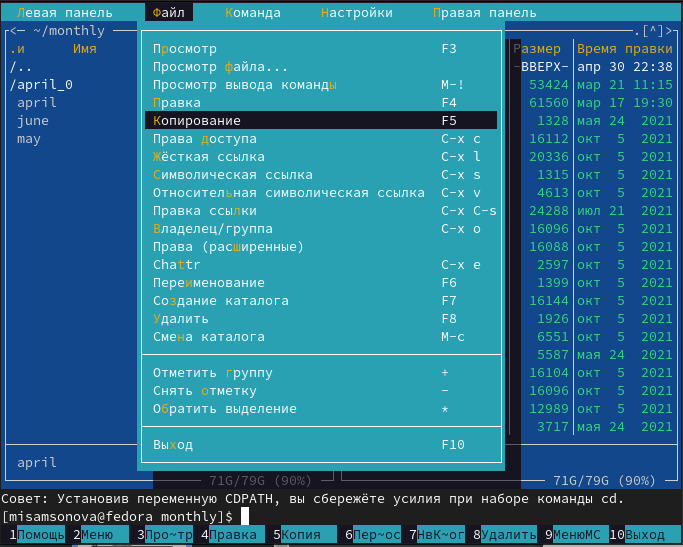 Левая панель Файл Команда Настройки Правая панель
<— ~/monthly .[^]>
.и Имя Размер Время правки
/.. -ВВЕРХ- апр 30 22:38
/april_0 53424 мар 21 11:15
april 61560 мар 17 19:30
june 1328 мая 24 2021
may 16112 окт 5 2021
20336 окт 5 2021
1315 окт 5 2021
4613 окт 5 2021
24288 июл 21 2021
16096 окт 5 2021
16088 окт 5 2021
2597 окт 5 2021
1399 окт 5 2021
16144 окт 5 2021
1926 окт 5 2021
6551 окт 5 2021
5587 мая 24 2021
16104 окт 5 2021
16096 окт 5 2021
12989 окт 5 2021
3717 мая 24 2021
Просмотр F3
Просмотр файла...
Просмотр вывода команды M-!
Правка F4
Копирование F5
Права доступа C-x c
Жёсткая ссылка C-x l
Символическая ссылка C-x s
Относительная символическая ссылка C-x v
Правка ссылки C-x C-s
Владелец/группа C-x o
Права (расширенные)
Chattr C-x e
Переименование F6
Создание каталога F7
Удалить F8
Смена каталога M-c
Отметить группу +
Снять отметку -
Обратить выделение *
Выход F10
april
71G/79G (90%) 71G/79G (90%)
Совет: Установив переменную CDPATH, вы сбережёте усилия при наборе команды cd.
[misamsonova@fedora monthly]$
1Помощь 2Меню 3Про~тр 4Правка 5Копия 6Пер~ос 7НвК~ог 8Удалить 9МенюMC 10Выход